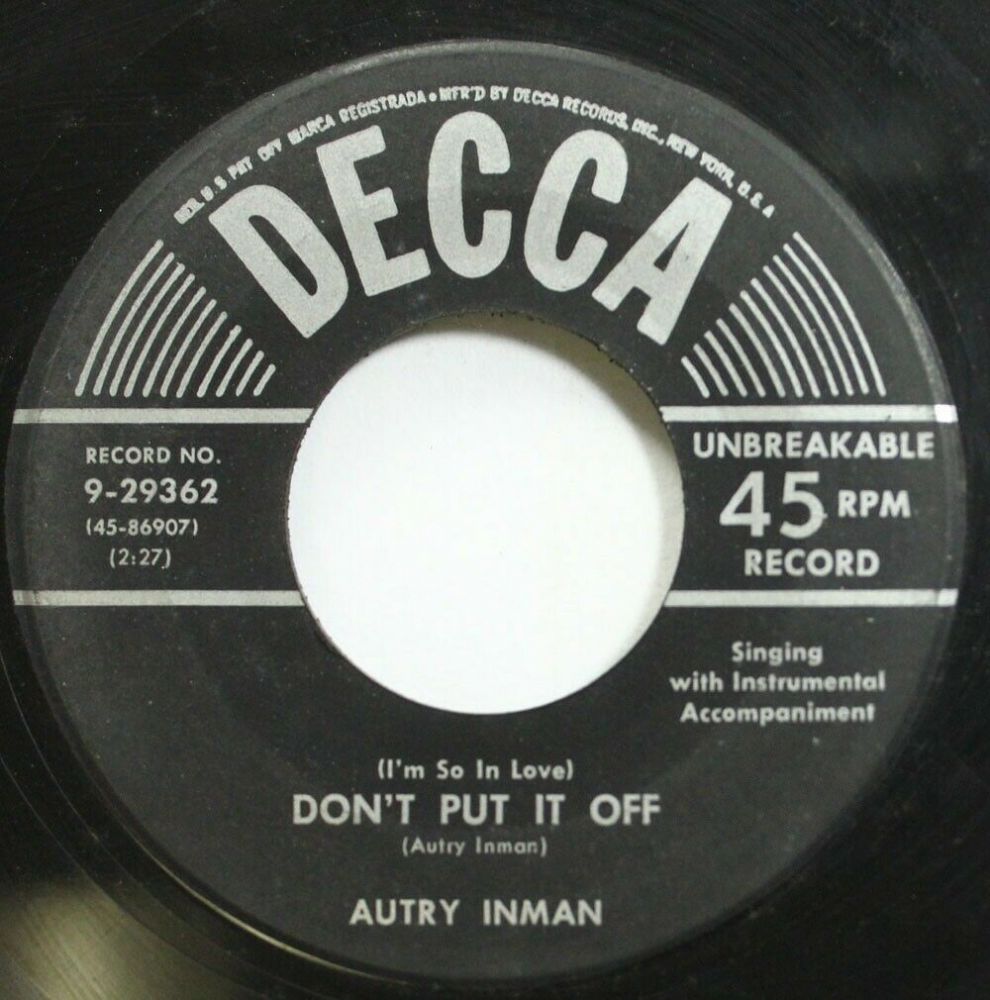 REG. U.S PAT OFF MARCA REGISTRADA • MFR'D BY DECCA RECORDS, INC., NEW YORK, U.S.A
DECCA
RECORD NO.
9-29362
(45-86907)
(2:27)
UNBREAKABLE
45 RPM
RECORD
Singing
with Instrumental
Accompaniment
(I'm So In Love)
DON'T PUT IT OFF
(Autry Inman)
AUTRY INMAN